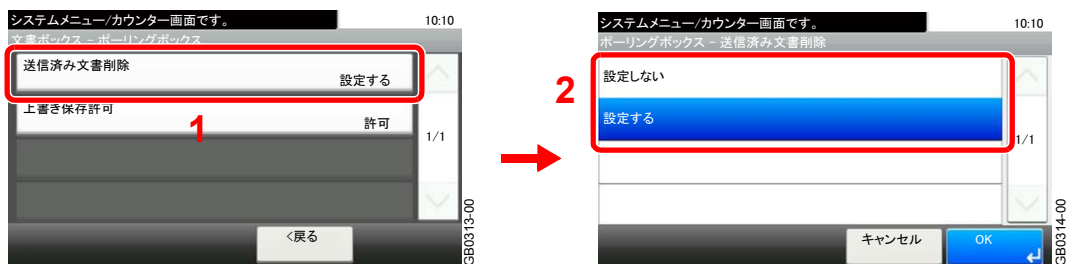 システムメニュー/カウンター画面です。
10:10
文書ボックス - ポーリングボックス
送信済み文書削除
設定する
上書き保存許可
許可
1
1/1
<戻る
GB0313-00
システムメニュー/カウンター画面です。
10:10
ポーリングボックス - 送信済み文書削除
設定しない
2
設定する
1/1
キャンセル
OK
GB0314-00